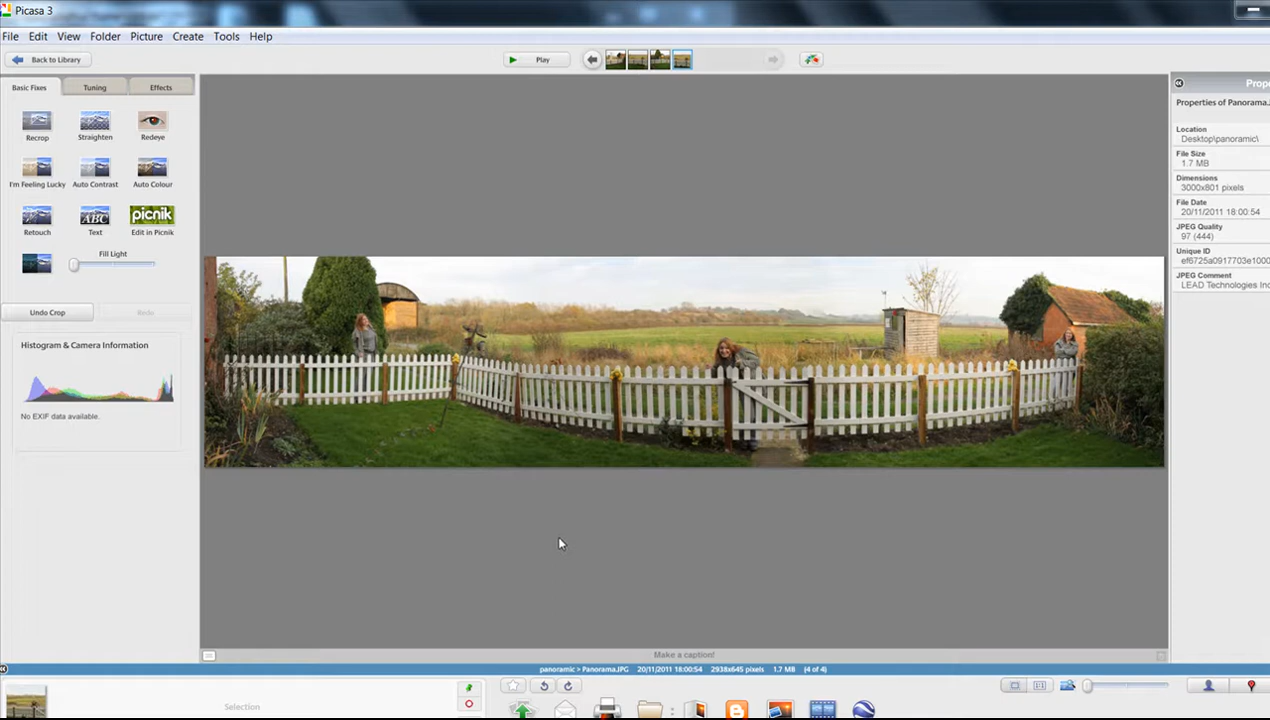 Picasa 3
File Edit View Folder Picture Create Tools Help
Back to Library
Play
Basic Fixes Tuning Effects
Recrop Straighten Redeye
I'm Feeling Lucky Auto Contrast Auto Colour
picnik
Retouch Text Edit in Picnik
ABC
Fill Light
Undo Crop Redo
Histogram & Camera Information
No EXIF data available.
Prop
Properties of Panorama.J
Location
Desktop\panoramic\
File Size
1.7 MB
Dimensions
3000x801 pixels
File Date
20/11/2011 18:00:54
JPEG Quality
97 (444)
Unique ID
ef6725a0917703e1000
JPEG Comment
LEAD Technologies Inc
Make a caption!
panoramic > Panorama.JPG 20/11/2011 18:00:54 2938x645 pixels 1.7 MB (4 of 4)
Selection
1:1